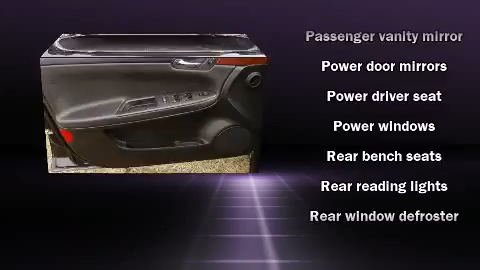 Passenger vanity mirror
Power door mirrors
Power driver seat
Power windows
Rear bench seats
Rear reading lights
Rear window defroster